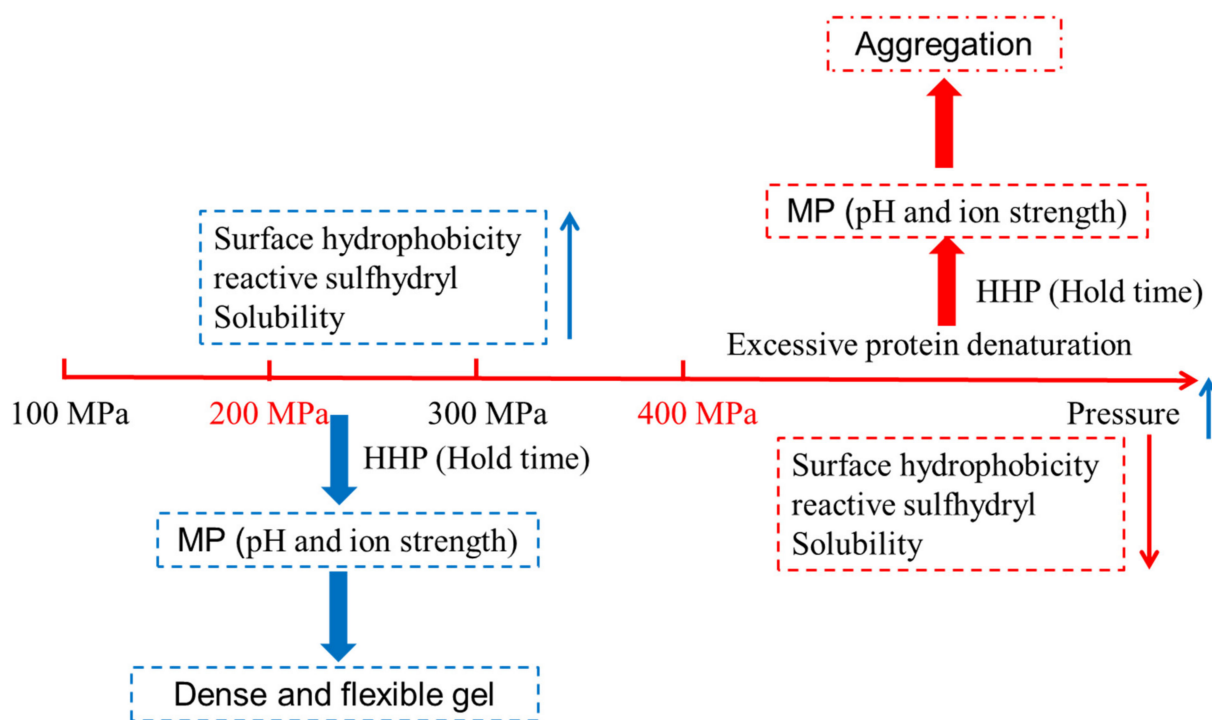 Aggregation
MP (pH and ion strength)
HHP (Hold time)
Excessive protein denaturation
Surface hydrophobicity
reactive sulfhydryl
Solubility
100 MPa
200 MPa
300 MPa
400 MPa
Pressure
HHP (Hold time)
MP (pH and ion strength)
Dense and flexible gel
Surface hydrophobicity
reactive sulfhydryl
Solubility